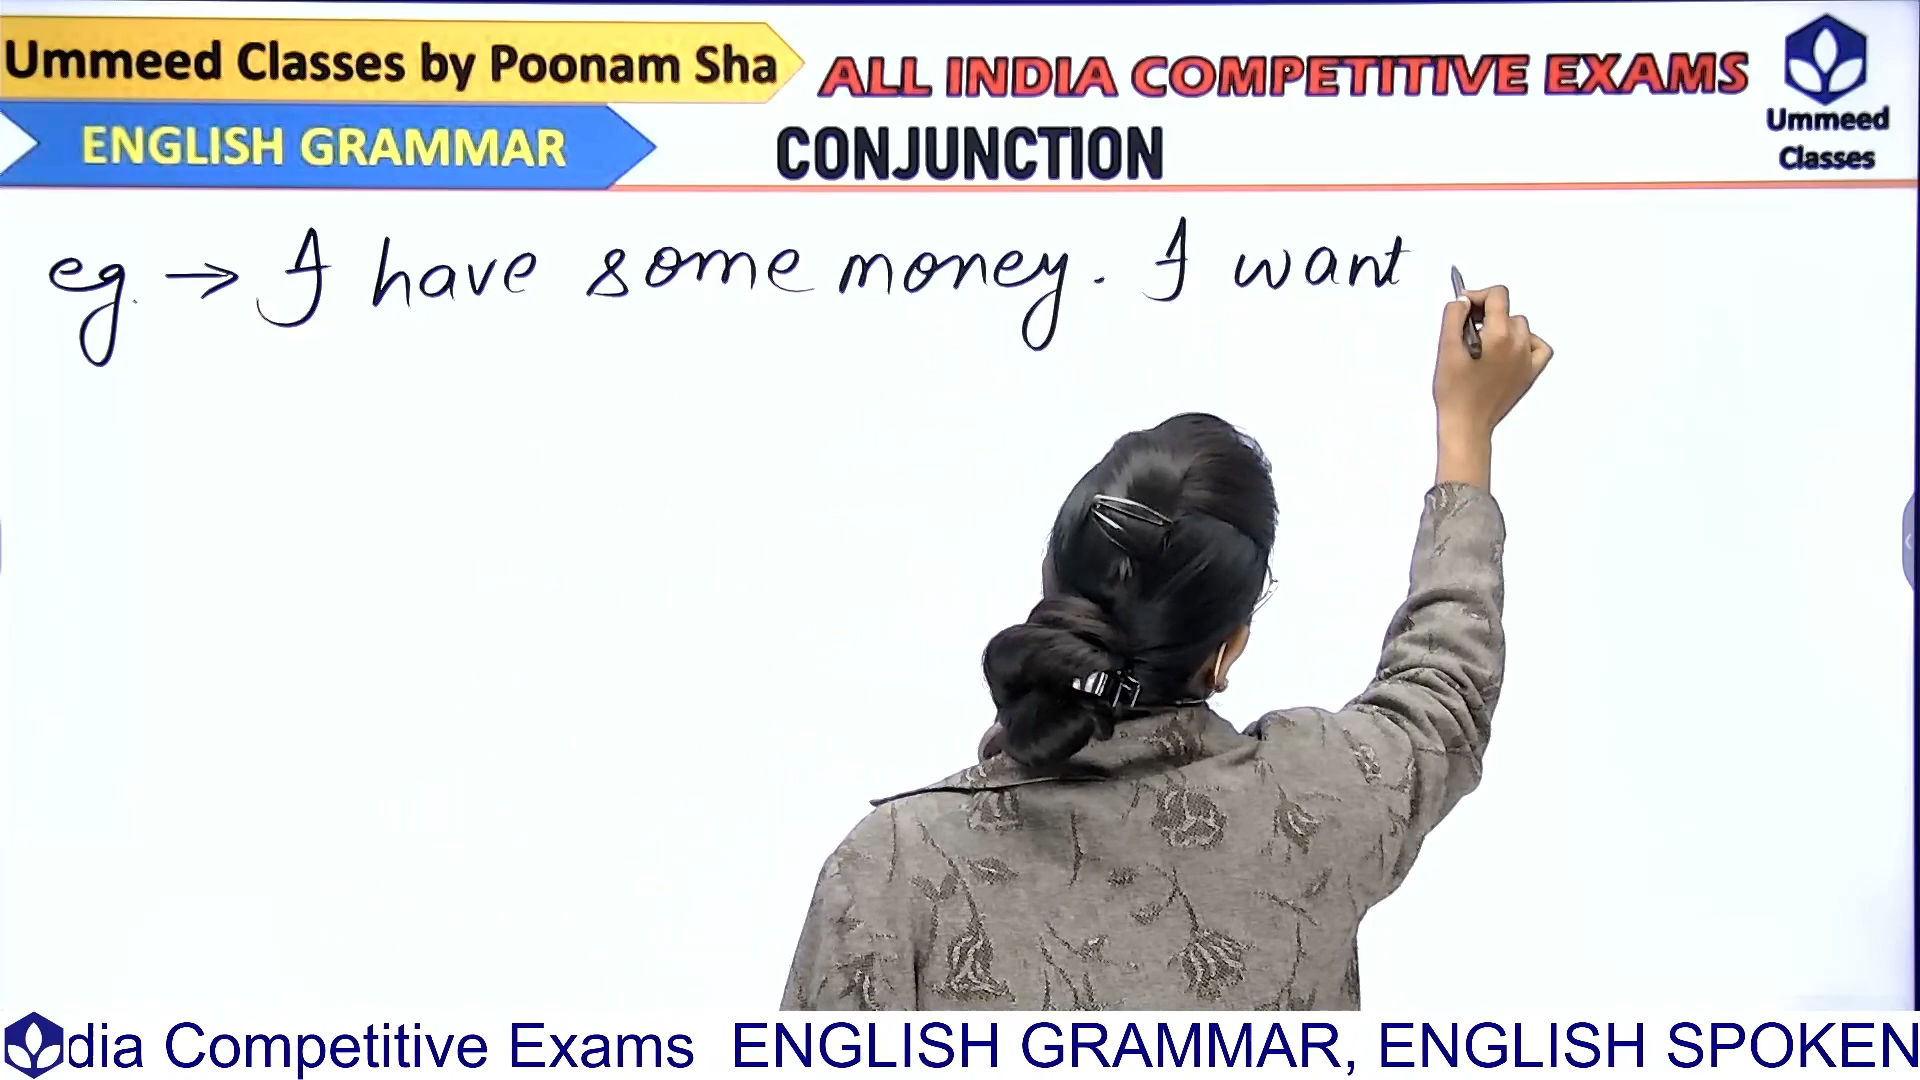 Ummeed Classes by Poonam Sha
ALL INDIA COMPETITIVE EXAMS
Ummeed
Classes
ENGLISH GRAMMAR
CONJUNCTION
eg. → I have some money. I want
dia Competitive Exams ENGLISH GRAMMAR, ENGLISH SPOKEN